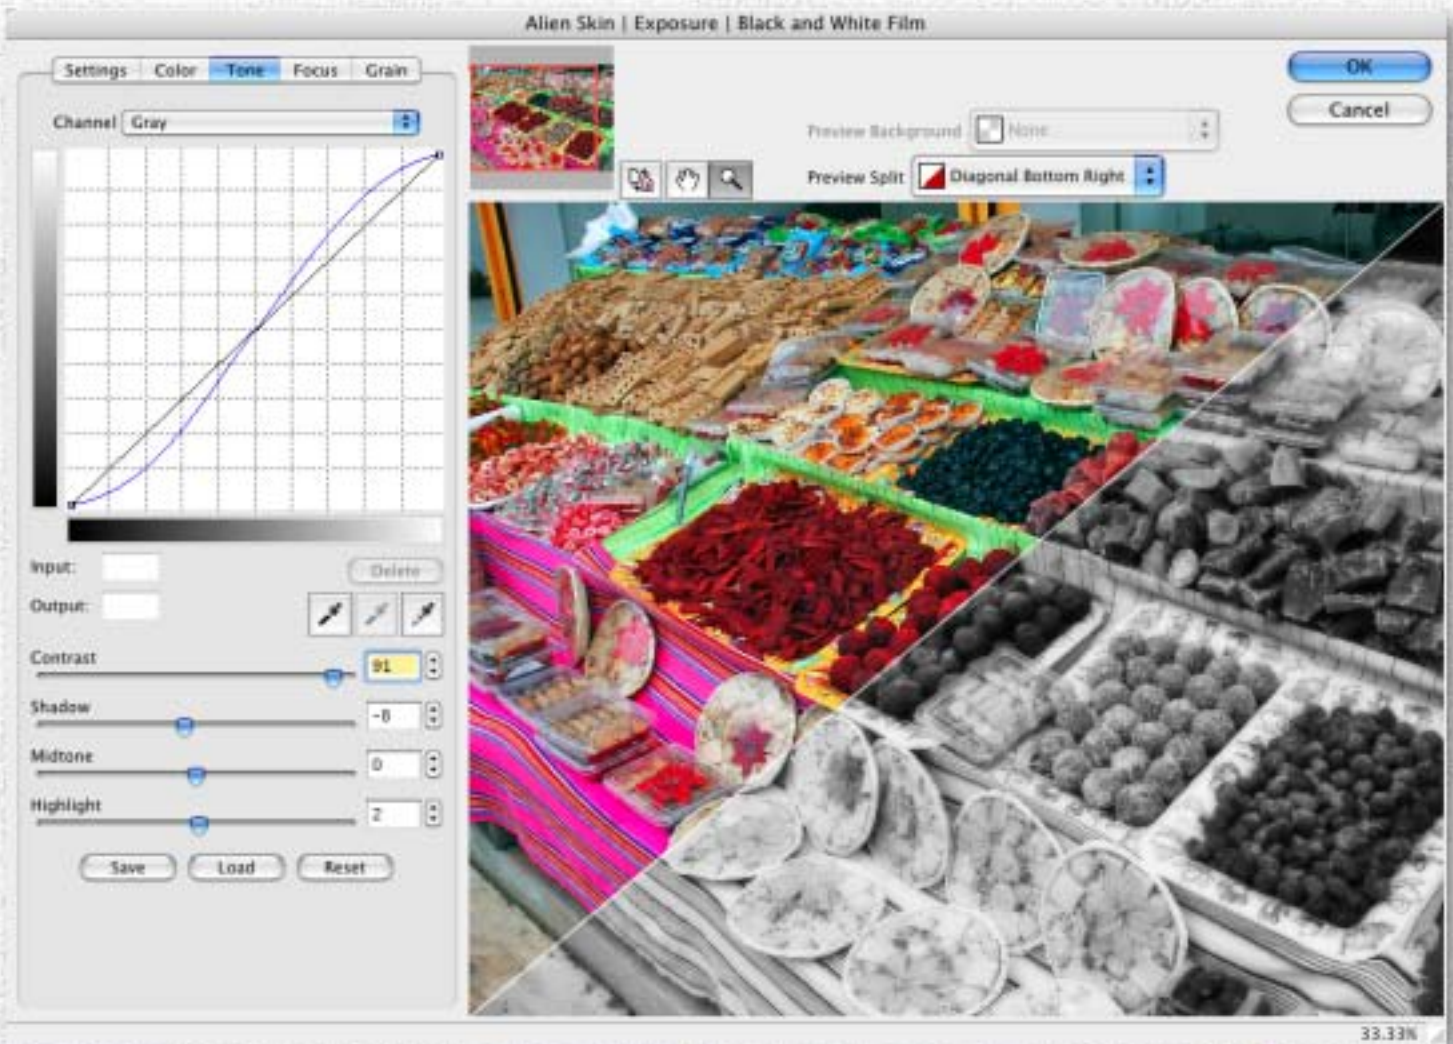 Alien Skin | Exposure | Black and White Film
Settings Color Tone Focus Grain
OK
Cancel
Channel Gray
Preview Background None
Preview Split Diagonal Bottom Right
Input:
Delete
Output:
Contrast 91
Shadow -8
Midtone 0
Highlight 2
Save Load Reset
33.33%